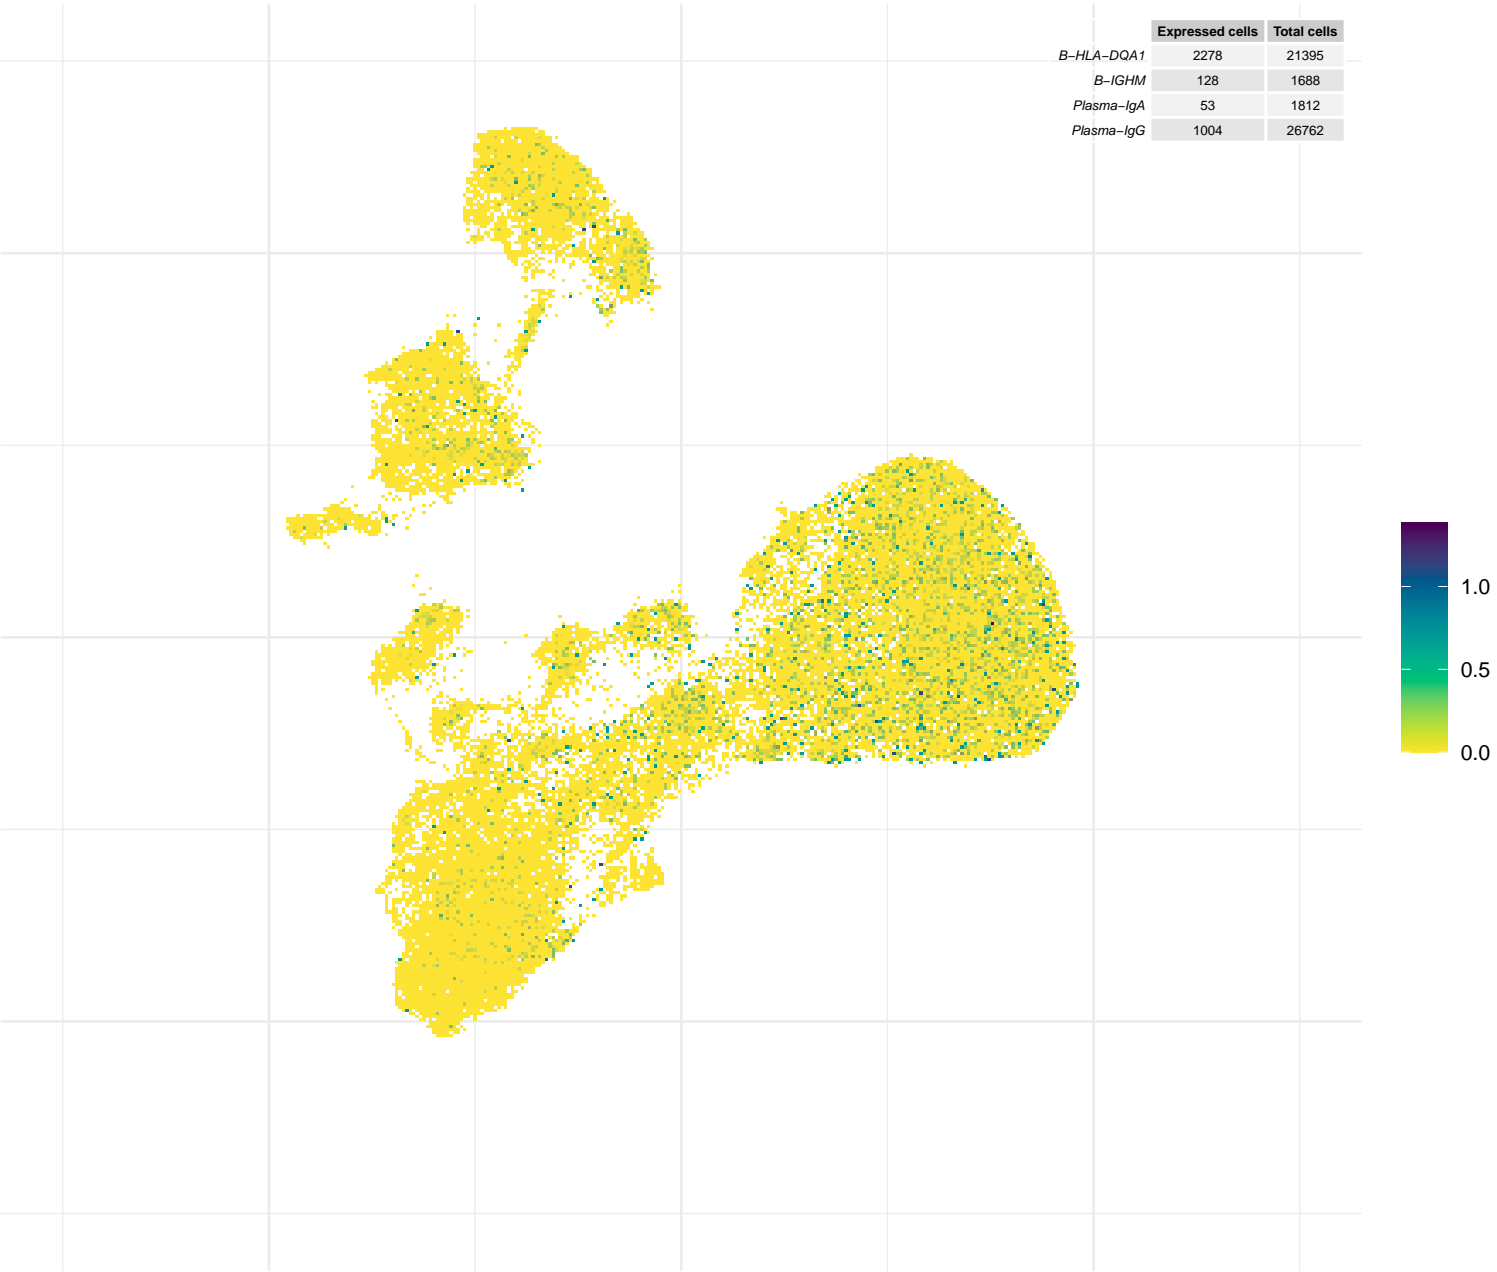 Expressed cells Total cells
B−HLA−DQA1 2278 21395
B−IGHM 128 1688
Plasma−IgA 53 1812
Plasma−IgG 1004 26762
1.0
0.5
0.0